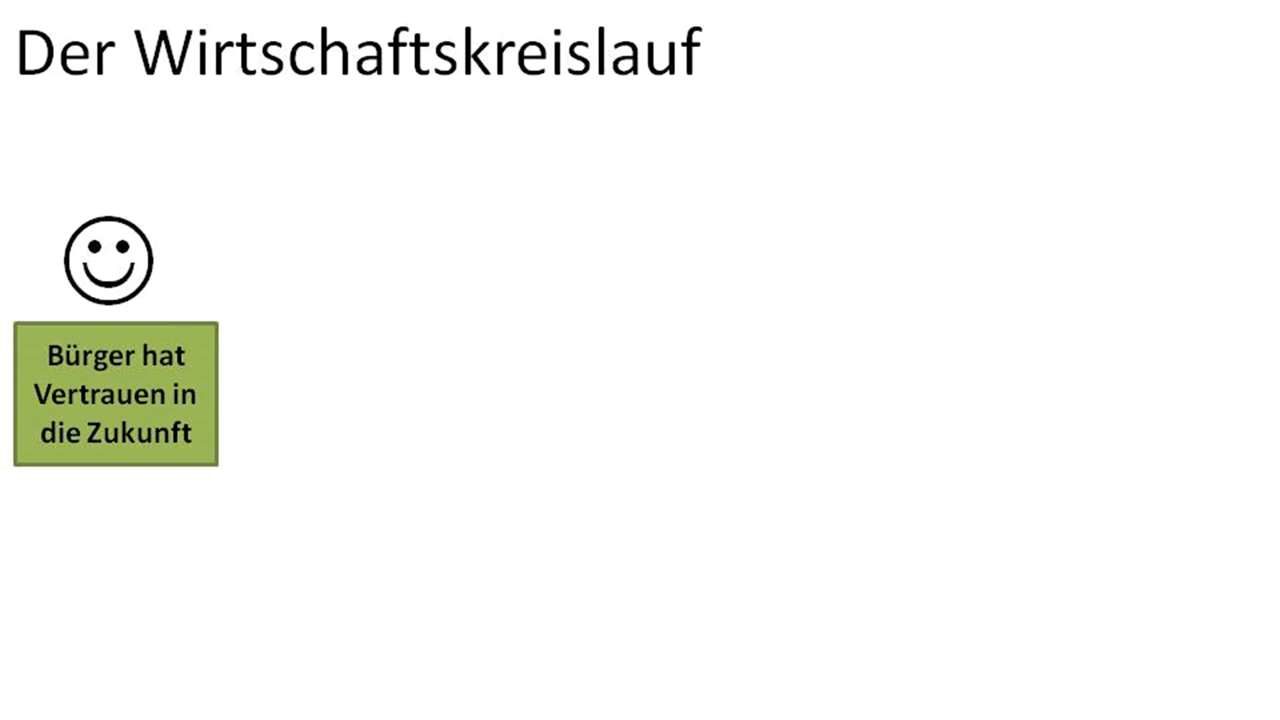 Der Wirtschaftskreislauf
Bürger hat
Vertrauen in
die Zukunft